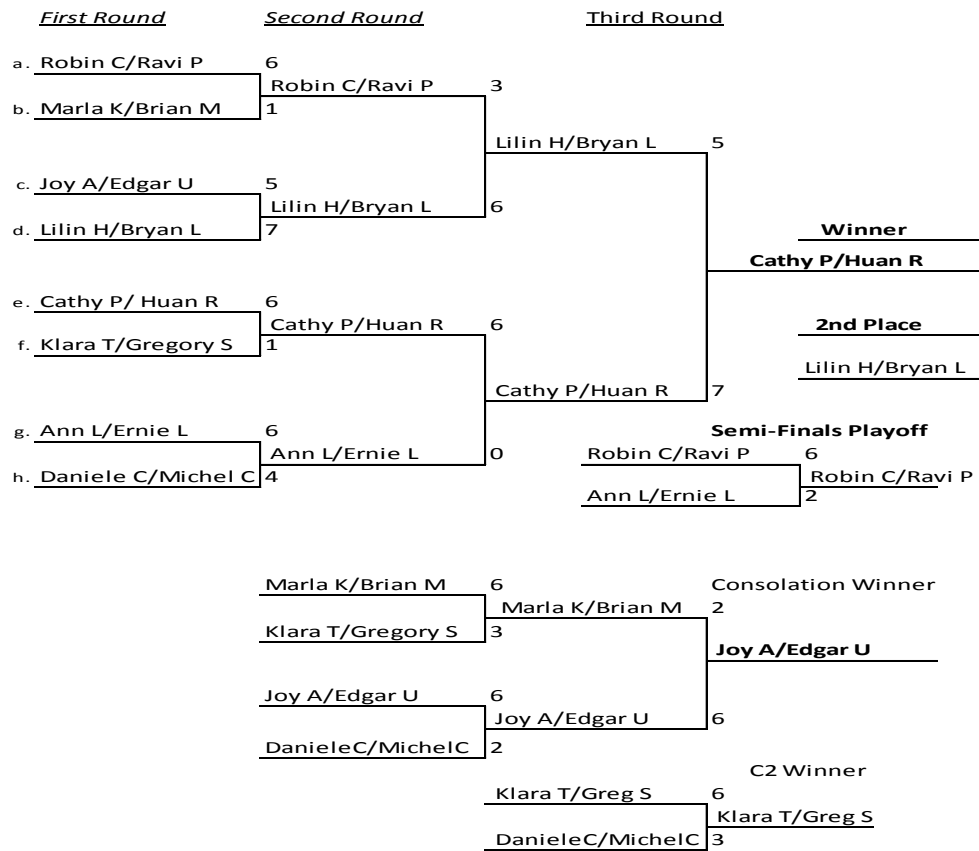 First Round Second Round Third Round
a. Robin C/Ravi P 6
Robin C/Ravi P 3
b. Marla K/Brian M 1
Lilin H/Bryan L 5
c. Joy A/Edgar U 5
Lilin H/Bryan L 6
d. Lilin H/Bryan L 7
Winner
Cathy P/Huan R
e. Cathy P/ Huan R 6
Cathy P/Huan R 6
2nd Place
f. Klara T/Gregory S 1
Lilin H/Bryan L
Cathy P/Huan R 7
g. Ann L/Ernie L 6
Semi-Finals Playoff
Ann L/Ernie L 0
Robin C/Ravi P 6
h. Daniele C/Michel C 4
Robin C/Ravi P
Ann L/Ernie L 2
Marla K/Brian M 6
Consolation Winner
Marla K/Brian M 2
Klara T/Gregory S 3
Joy A/Edgar U
Joy A/Edgar U 6
Joy A/Edgar U 6
DanieleC/MichelC 2
C2 Winner
Klara T/Greg S 6
Klara T/Greg S
DanieleC/MichelC 3